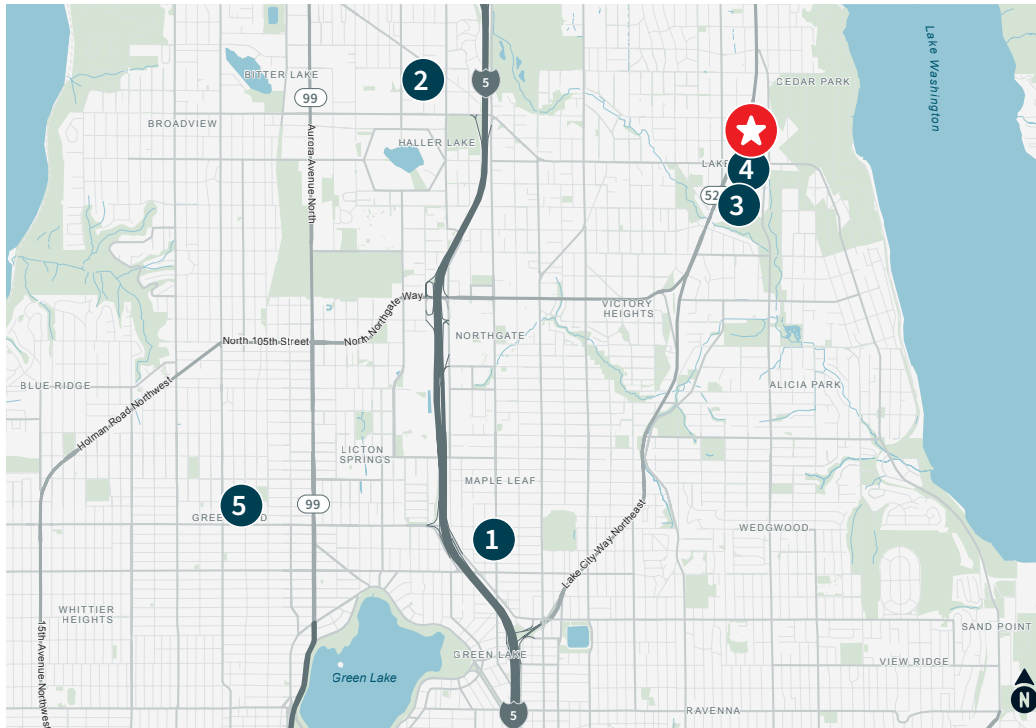 Lake Washington
CEDAR PARK
BITTER LAKE
2
5
99
BROADVIEW
HALLER LAKE
Aurora Avenue North
LAKE
4
3
North Northgate Way
VICTORY
HEIGHTS
North 105th Street
NORTHGATE
BLUE RIDGE
ALICIA PARK
Holman Road Northwest
LICTON
SPRINGS
MAPLE LEAF
5
99
WEDGWOOD
1
Lake City Way Northeast
WHITTIER
HEIGHTS
15th Avenue Northwest
SAND POINT
GREEN LAKE
VIEW RIDGE
Green Lake
N
5
RAVENNA